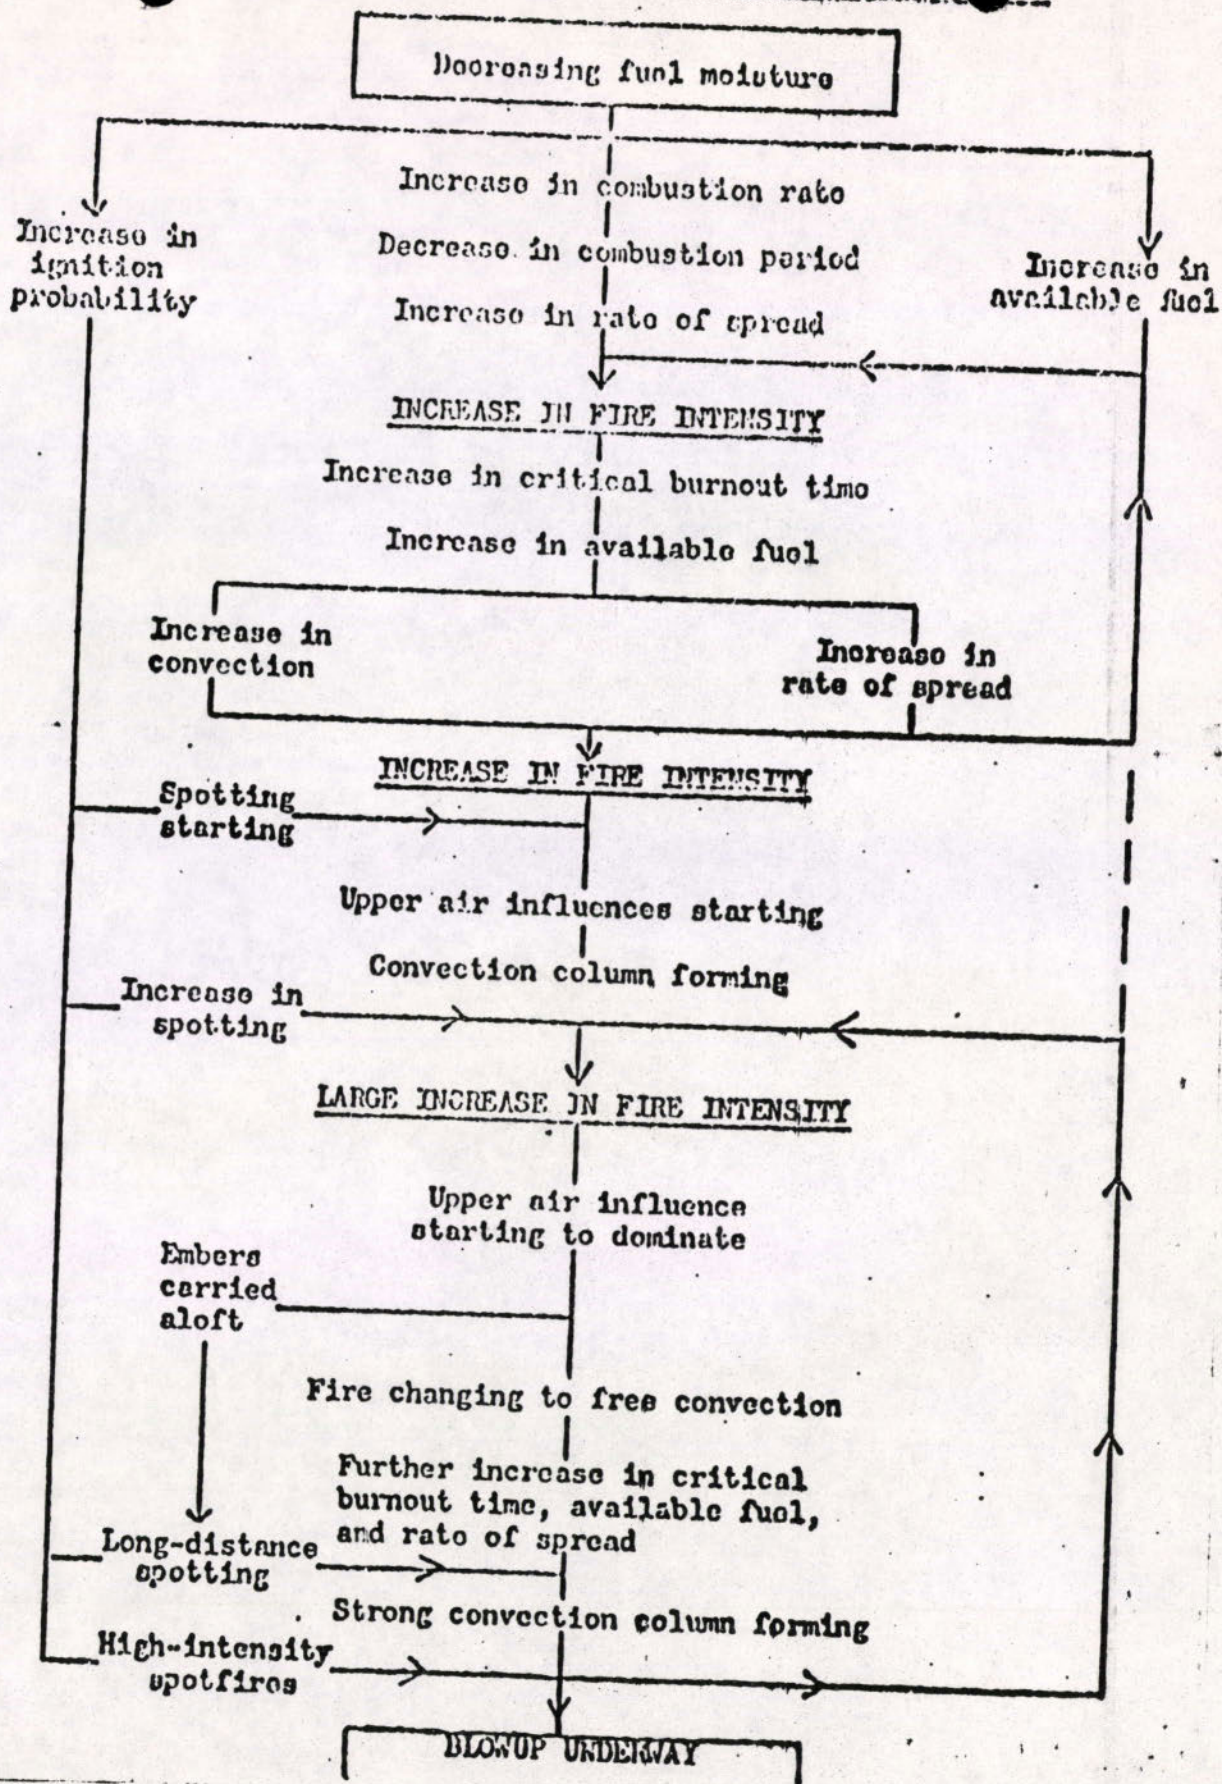 Decreasing fuel moisture
Increase in combustion rate
Increase in
ignition
probability
Decrease in combustion period
Increase in
available fuel
Increase in rate of spread
INCREASE IN FIRE INTENSITY
Increase in critical burnout time
Increase in available fuel
Increase in
convection
Increase in
rate of spread
INCREASE IN FIRE INTENSITY
Spotting
starting
Upper air influences starting
Convection column forming
Increase in
spotting
LARGE INCREASE IN FIRE INTENSITY
Upper air influence
starting to dominate
Embers
carried
aloft
Fire changing to free convection
Further increase in critical
burnout time, available fuel,
and rate of spread
Long-distance
spotting
Strong convection column forming
High-intensity
spotfires
BLOWUP UNDERWAY